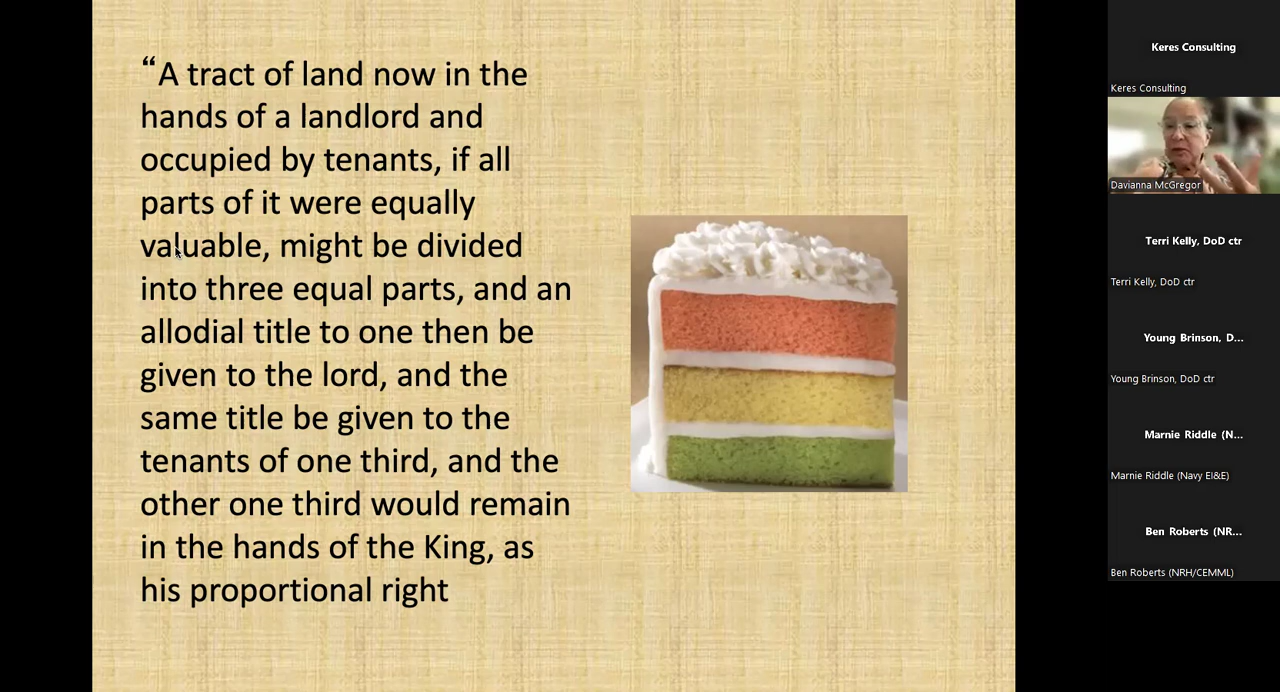 “A tract of land now in the
hands of a landlord and
occupied by tenants, if all
parts of it were equally
valuable, might be divided
into three equal parts, and an
allodial title to one then be
given to the lord, and the
same title be given to the
tenants of one third, and the
other one third would remain
in the hands of the King, as
his proportional right
Keres Consulting
Keres Consulting
Davianna McGregor
Terri Kelly, DoD ctr
Terri Kelly, DoD ctr
Young Brinson, D...
Young Brinson, DoD ctr
Marnie Riddle (N...
Marnie Riddle (Navy EI&E)
Ben Roberts (NR...
Ben Roberts (NRH/CEMML)